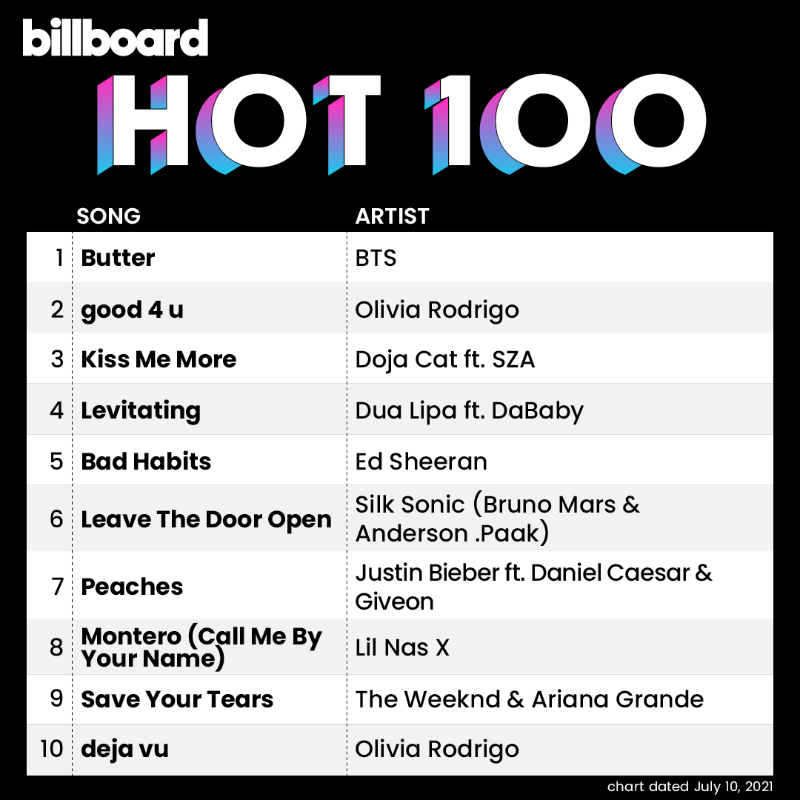 billboard
HOT 100
SONG ARTIST
1 Butter BTS
2 good 4 u Olivia Rodrigo
3 Kiss Me More Doja Cat ft. SZA
4 Levitating Dua Lipa ft. DaBaby
5 Bad Habits Ed Sheeran
6 Leave The Door Open Silk Sonic (Bruno Mars &
Anderson .Paak)
7 Peaches Justin Bieber ft. Daniel Caesar &
Giveon
8 Montero (Call Me By
Your Name) Lil Nas X
9 Save Your Tears The Weeknd & Ariana Grande
10 deja vu Olivia Rodrigo
chart dated July 10, 2021